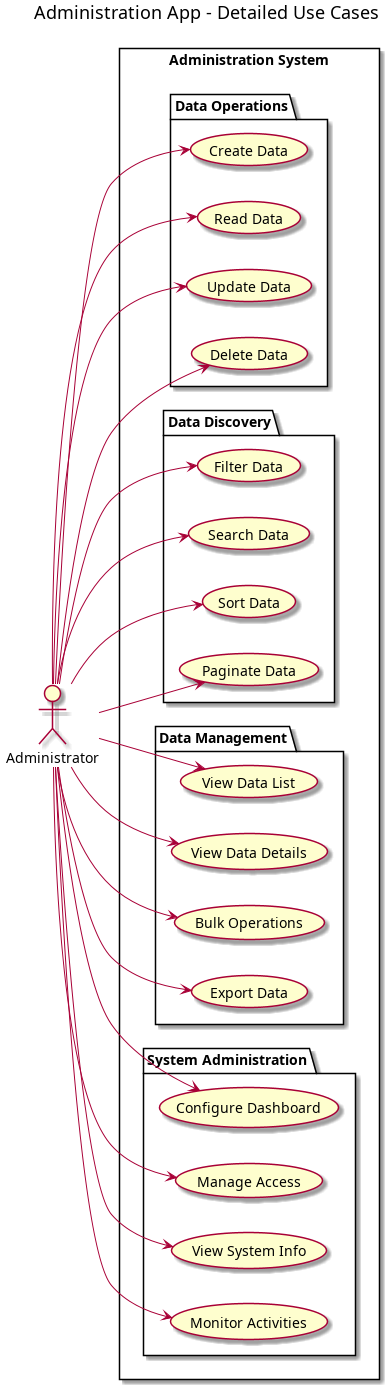 Administration App - Detailed Use Cases
Administration System
Data Operations
Create Data
Read Data
Update Data
Delete Data
Data Discovery
Filter Data
Search Data
Sort Data
Paginate Data
Administrator
Data Management
View Data List
View Data Details
Bulk Operations
Export Data
System Administration
Configure Dashboard
Manage Access
View System Info
Monitor Activities